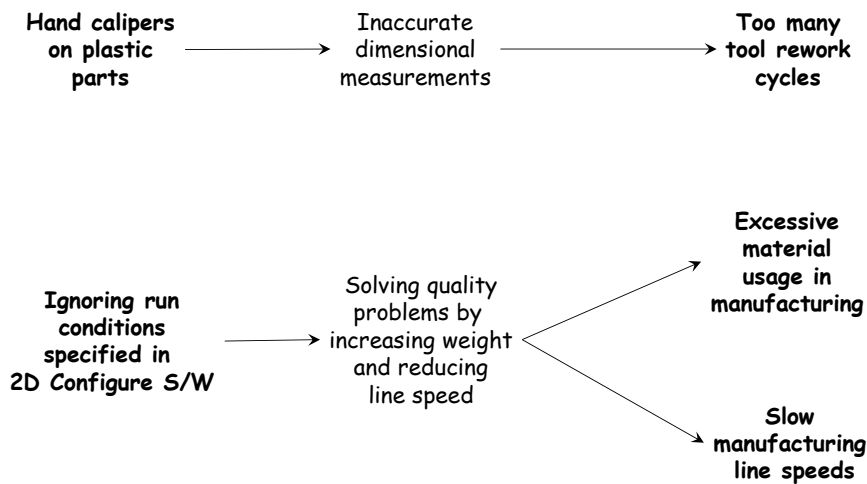 Hand calipers
on plastic
parts
Inaccurate
dimensional
measurements
Too many
tool rework
cycles
Ignoring run
conditions
specified in
2D Configure S/W
Solving quality
problems by
increasing weight
and reducing
line speed
Excessive
material
usage in
manufacturing
Slow
manufacturing
line speeds